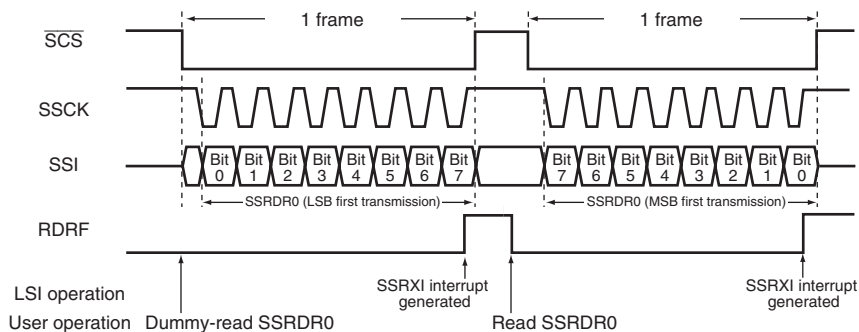 1 frame 1 frame
SCS
SSCK
SSI Bit 0 Bit 1 Bit 2 Bit 3 Bit 4 Bit 5 Bit 6 Bit 7 Bit 7 Bit 6 Bit 5 Bit 4 Bit 3 Bit 2 Bit 1 Bit 0
SSRDR0 (LSB first transmission) SSRDR0 (MSB first transmission)
RDRF
LSI operation SSRXI interrupt generated SSRXI interrupt generated
User operation Dummy-read SSRDR0 Read SSRDR0